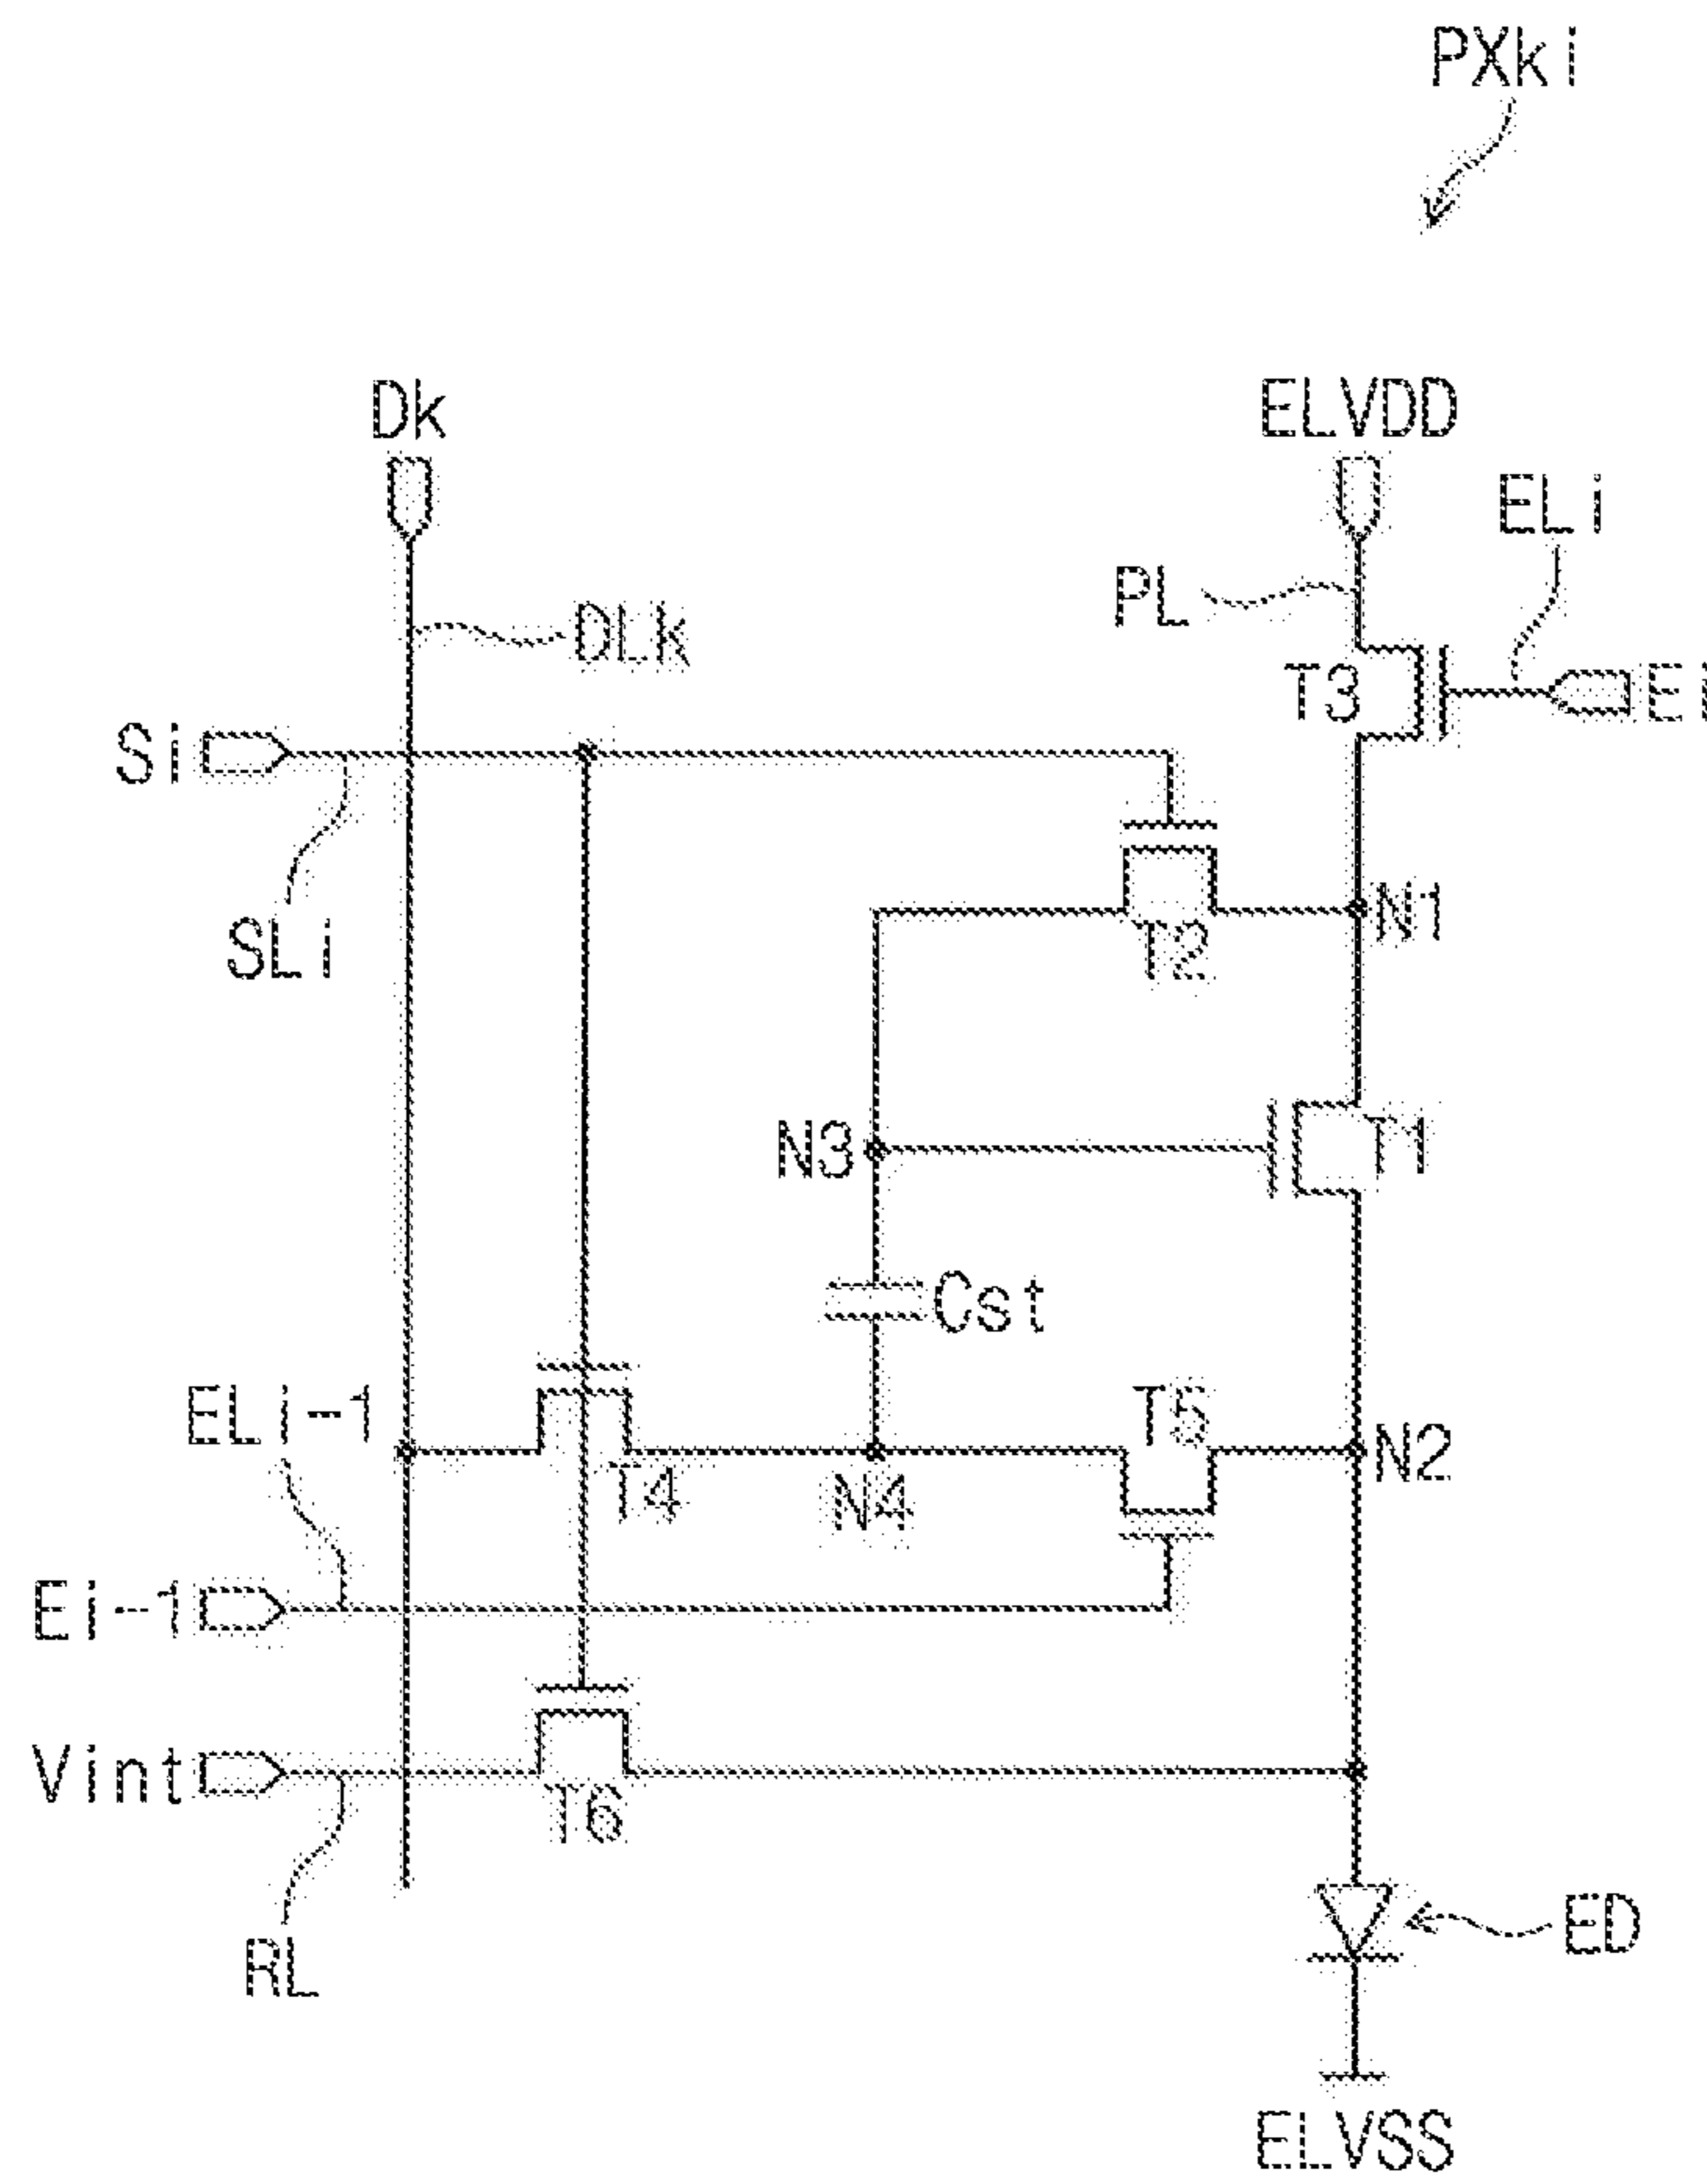 PXki
Dk
ELVDD
ELi
PL
DLk
T3
Si
SLi
N1
T2
N3
T1
Cst
ELi-1
T5
N2
T4
N4
Ei-1
Vint
T6
RL
ED
ELVSS